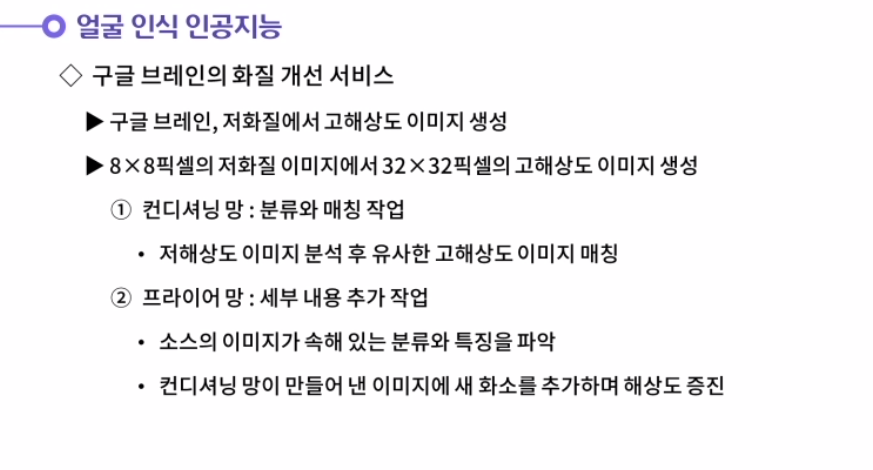 얼굴 인식 인공지능
◇ 구글 브레인의 화질 개선 서비스
▶ 구글 브레인, 저화질에서 고해상도 이미지 생성
▶ 8×8픽셀의 저화질 이미지에서 32×32픽셀의 고해상도 이미지 생성
① 컨디셔닝 망 : 분류와 매칭 작업
• 저해상도 이미지 분석 후 유사한 고해상도 이미지 매칭
② 프라이어 망 : 세부 내용 추가 작업
• 소스의 이미지가 속해 있는 분류와 특징을 파악
• 컨디셔닝 망이 만들어 낸 이미지에 새 화소를 추가하며 해상도 증진